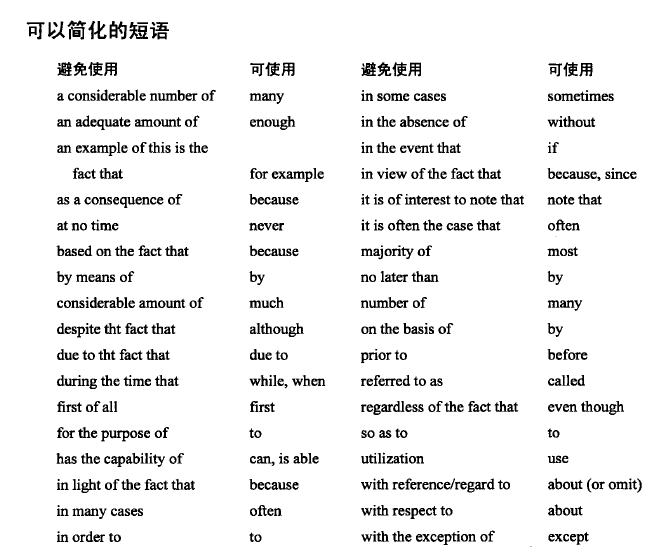 可以简化的短语
避免使用 可使用 避免使用 可使用
a considerable number of many in some cases sometimes
an adequate amount of enough in the absence of without
an example of this is the in the event that if
fact that for example in view of the fact that because, since
as a consequence of because it is of interest to note that note that
at no time never it is often the case that often
based on the fact that because majority of most
by means of by no later than by
considerable amount of much number of many
despite tht fact that although on the basis of by
due to tht fact that due to prior to before
during the time that while, when referred to as called
first of all first regardless of the fact that even though
for the purpose of to so as to to
has the capability of can, is able utilization use
in light of the fact that because with reference/regard to about (or omit)
in many cases often with respect to about
in order to to with the exception of except